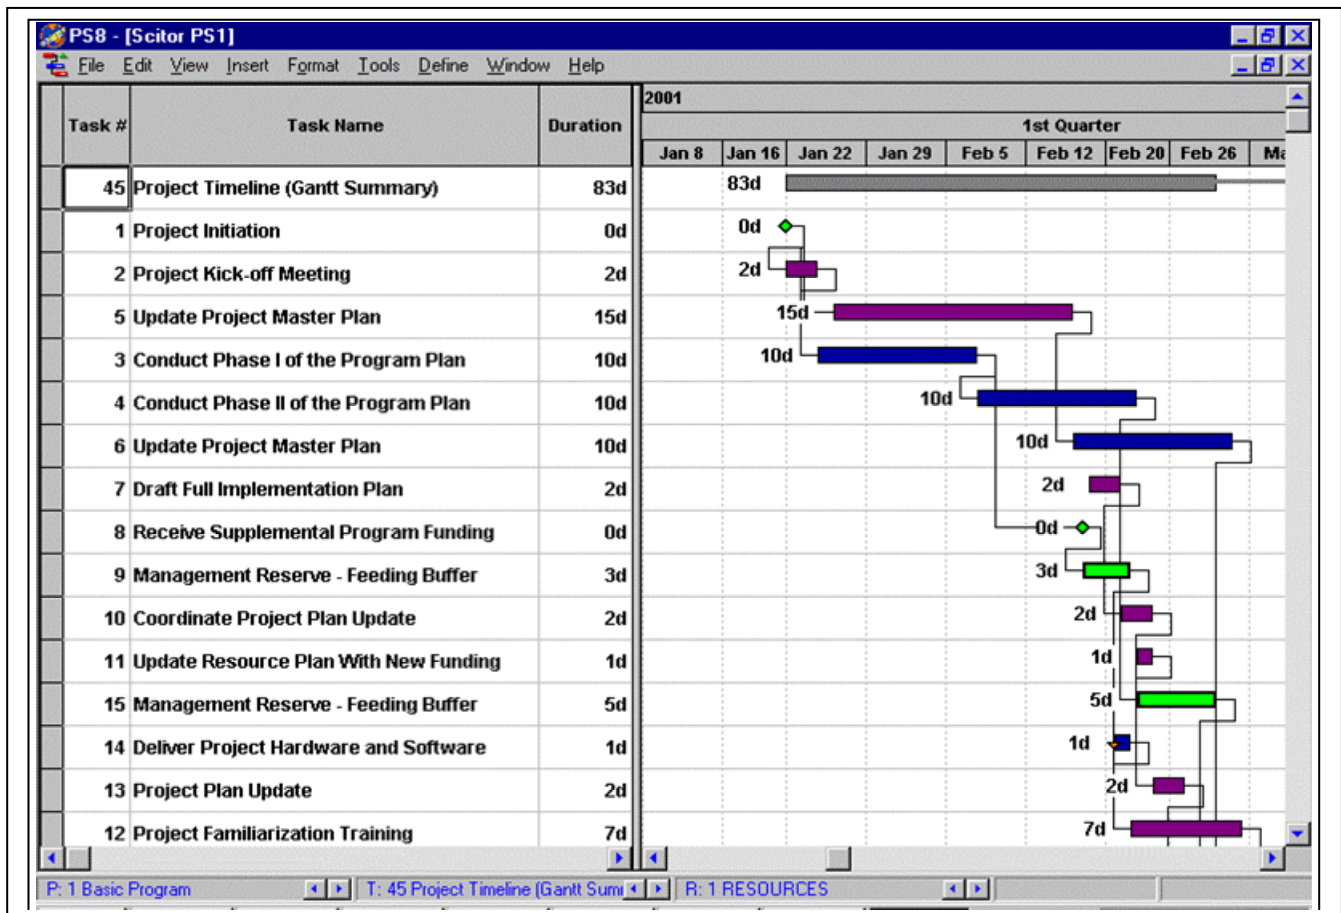 PS8 - [Scitor PS1]
File Edit View Insert Format Tools Define Window Help
2001
Task # Task Name Duration 1st Quarter
Jan 8 Jan 16 Jan 22 Jan 29 Feb 5 Feb 12 Feb 20 Feb 26
45 Project Timeline (Gantt Summary) 83d 83d
1 Project Initiation 0d 0d
2 Project Kick-off Meeting 2d 2d
5 Update Project Master Plan 15d 15d
3 Conduct Phase I of the Program Plan 10d 10d
4 Conduct Phase II of the Program Plan 10d 10d
6 Update Project Master Plan 10d 10d
7 Draft Full Implementation Plan 2d 2d
8 Receive Supplemental Program Funding 0d 0d
9 Management Reserve - Feeding Buffer 3d 3d
10 Coordinate Project Plan Update 2d 2d
11 Update Resource Plan With New Funding 1d 1d
15 Management Reserve - Feeding Buffer 5d 5d
14 Deliver Project Hardware and Software 1d 1d
13 Project Plan Update 2d 2d
12 Project Familiarization Training 7d 7d
P: 1 Basic Program T: 45 Project Timeline (Gantt Sum R: 1 RESOURCES